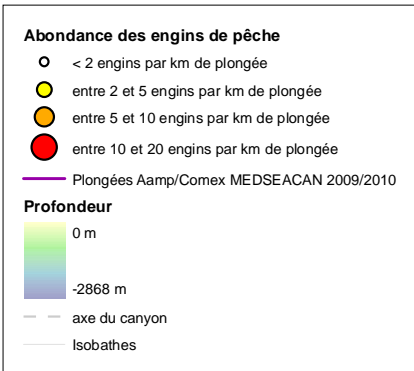 Abondance des engins de pêche
< 2 engins par km de plongée
entre 2 et 5 engins par km de plongée
entre 5 et 10 engins par km de plongée
entre 10 et 20 engins par km de plongée
Plongées Aamp/Comex MEDSEACAN 2009/2010
Profondeur
0 m
-2868 m
axe du canyon
Isobathes